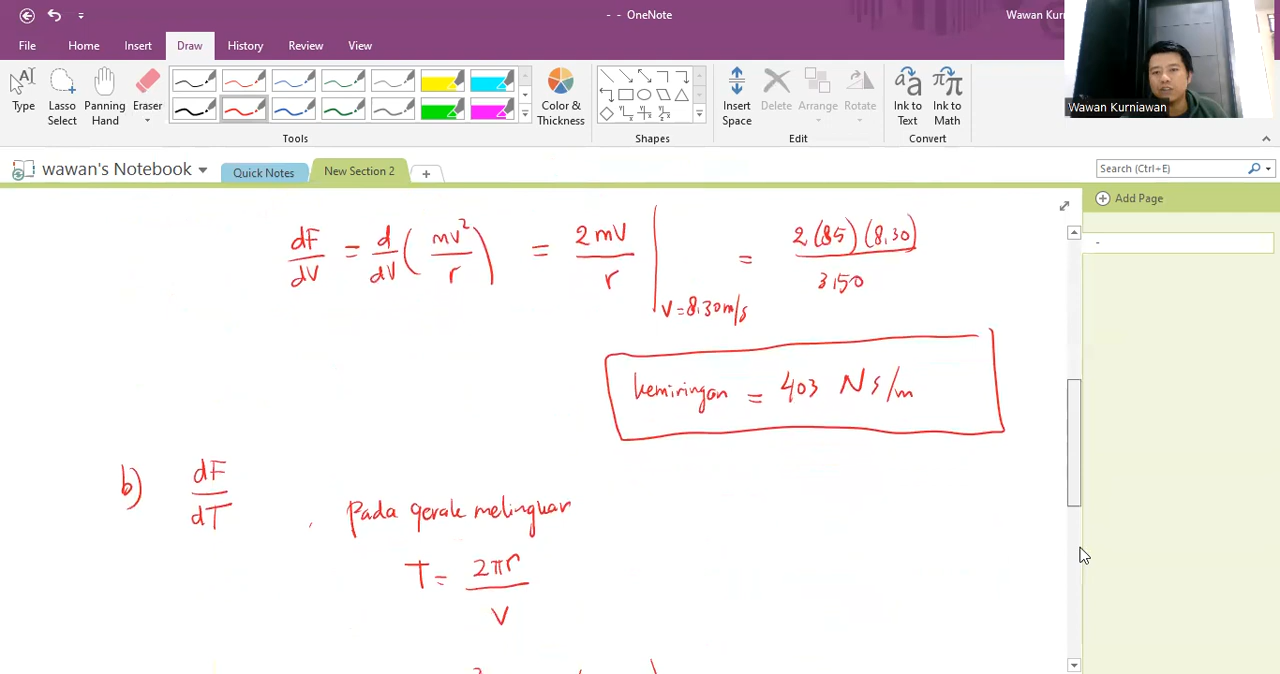 - - OneNote
Wawan Kurn
File Home Insert Draw History Review View
Type
Lasso Select
Panning Hand
Eraser
Color & Thickness
Insert Space
Delete
Arrange
Rotate
Ink to Text
Ink to Math
Tools
Shapes
Edit
Convert
Wawan Kurniawan
wawan's Notebook
Quick Notes
New Section 2
+
Search (Ctrl+E)
Add Page
-
dF/dV = d/dV (mv²/r) = 2mV/r | V=8.30 m/s = 2(85)(8,30)/3,50
kemiringan = 403 Ns/m
b) dF/dT , Pada gerak melingkar
T = 2πr/V